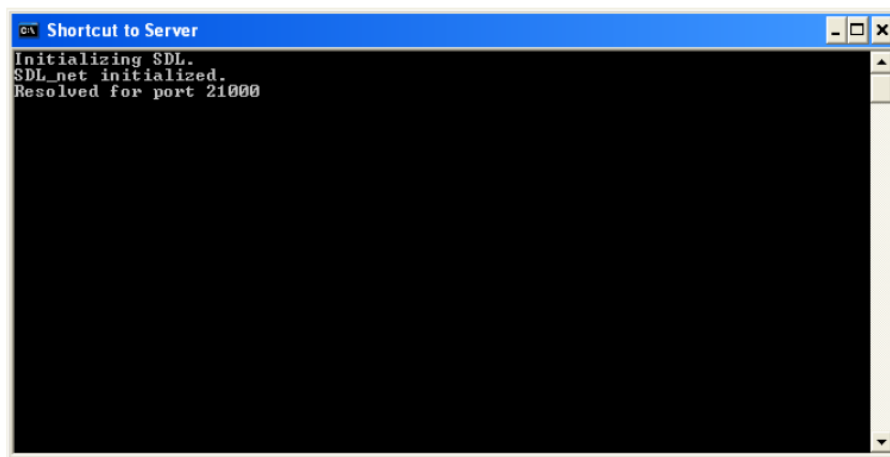 Shortcut to Server
Initializing SDL.
SDL_net initialized.
Resolved for port 21000